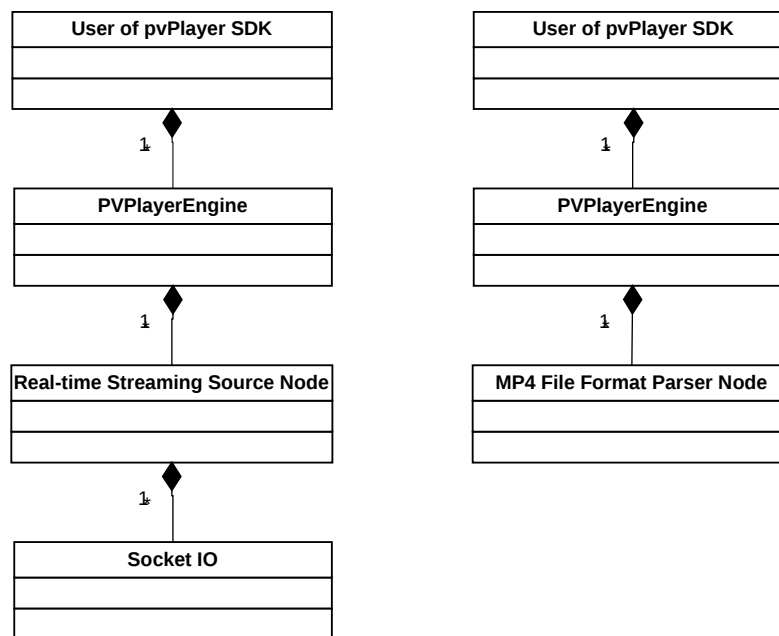 User of pvPlayer SDK
1
*
PVPlayerEngine
1
*
Real-time Streaming Source Node
1
*
Socket IO
User of pvPlayer SDK
1
*
PVPlayerEngine
1
*
MP4 File Format Parser Node